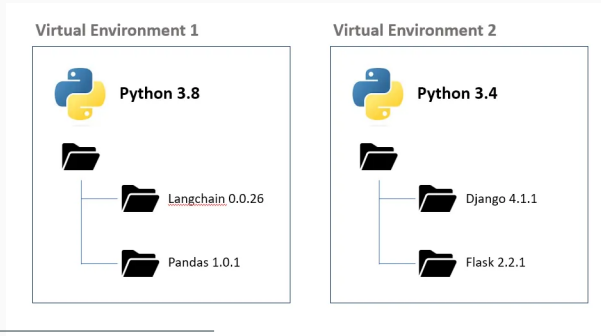 Virtual Environment 1
Python 3.8
Langchain 0.0.26
Pandas 1.0.1
Virtual Environment 2
Python 3.4
Django 4.1.1
Flask 2.2.1